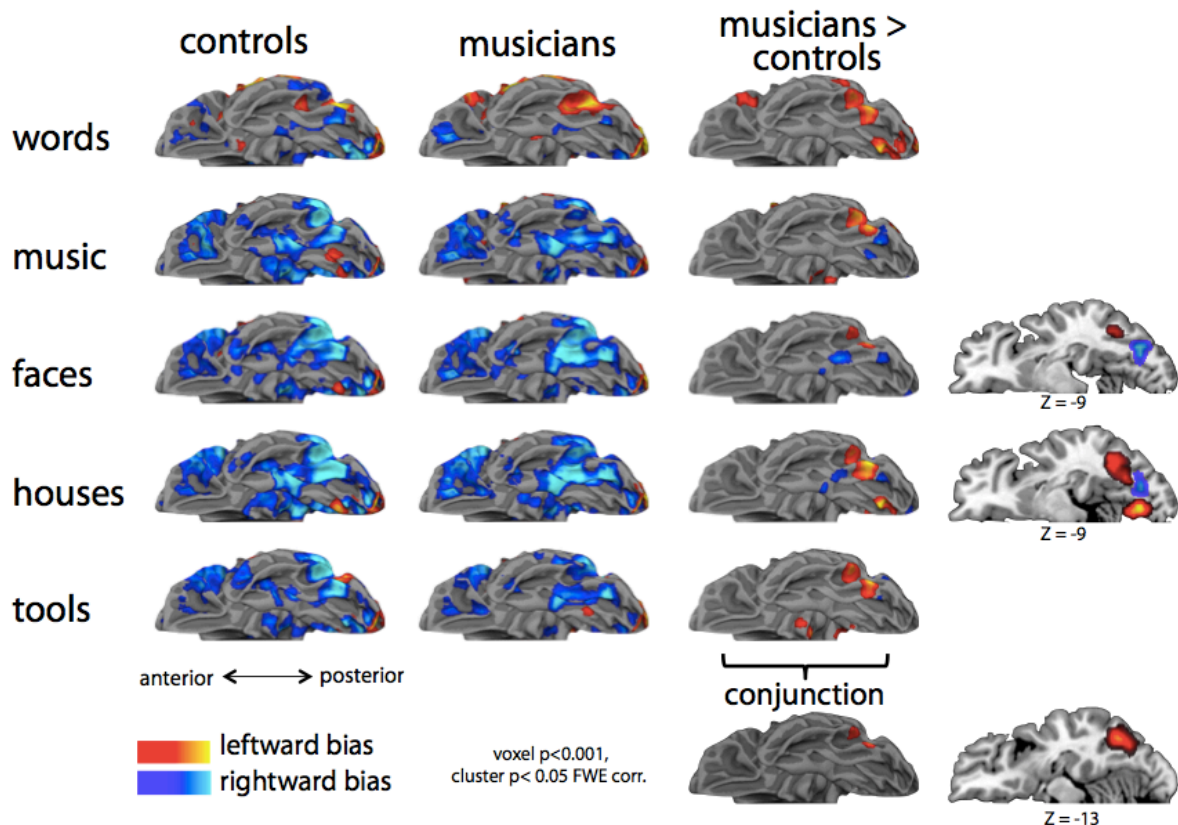 controls
musicians
musicians >
controls
words
music
faces
Z = -9
houses
Z = -9
tools
anterior
posterior
conjunction
leftward bias
rightward bias
voxel p<0.001,
cluster p< 0.05 FWE corr.
Z = -13